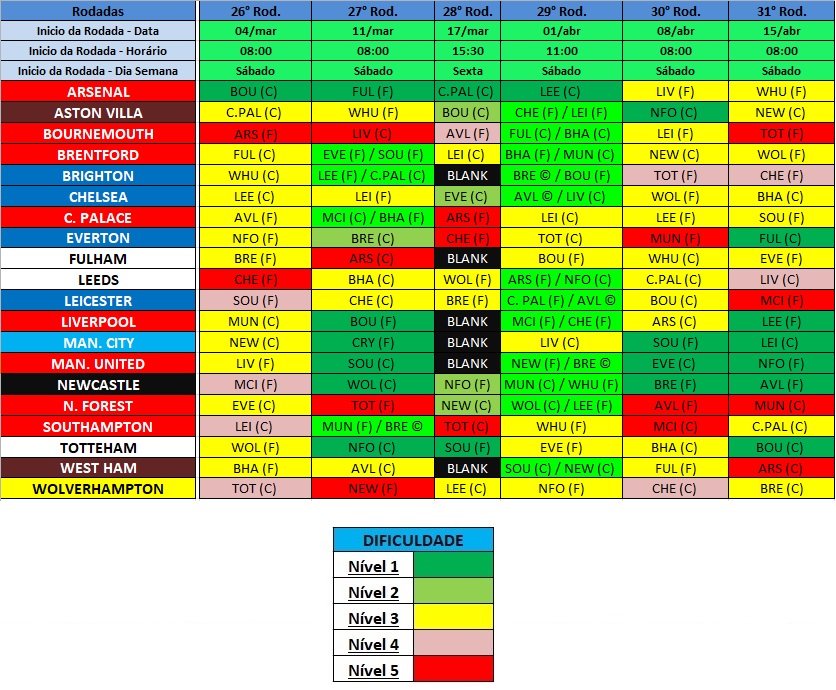 Rodadas 26° Rod. 27° Rod. 28° Rod. 29° Rod. 30° Rod. 31° Rod.
Inicio da Rodada - Data 04/mar 11/mar 17/mar 01/abr 08/abr 15/abr
Inicio da Rodada - Horário 08:00 08:00 15:30 11:00 08:00 08:00
Inicio da Rodada - Dia Semana Sábado Sábado Sexta Sábado Sábado Sábado
ARSENAL BOU (C) FUL (F) C.PAL (C) LEE (C) LIV (F) WHU (F)
ASTON VILLA C.PAL (C) WHU (F) BOU (C) CHE (F) / LEI (F) NFO (C) NEW (C)
BOURNEMOUTH ARS (F) LIV (C) AVL (F) FUL (C) / BHA (C) LEI (F) TOT (F)
BRENTFORD FUL (C) EVE (F) / SOU (F) LEI (C) BHA (F) / MUN (C) NEW (C) WOL (F)
BRIGHTON WHU (C) LEE (F) / C.PAL (C) BLANK BRE © / BOU (F) TOT (F) CHE (F)
CHELSEA LEE (C) LEI (F) EVE (C) AVL © / LIV (C) WOL (F) BHA (C)
C. PALACE AVL (F) MCI (C) / BHA (F) ARS (F) LEI (C) LEE (F) SOU (F)
EVERTON NFO (F) BRE (C) CHE (F) TOT (C) MUN (F) FUL (C)
FULHAM BRE (F) ARS (C) BLANK BOU (F) WHU (C) EVE (F)
LEEDS CHE (F) BHA (C) WOL (F) ARS (F) / NFO (C) C.PAL (C) LIV (C)
LEICESTER SOU (F) CHE (C) BRE (F) C. PAL (F) / AVL © BOU (C) MCI (F)
LIVERPOOL MUN (C) BOU (F) BLANK MCI (F) / CHE (F) ARS (C) LEE (F)
MAN. CITY NEW (C) CRY (F) BLANK LIV (C) SOU (F) LEI (C)
MAN. UNITED LIV (F) SOU (C) BLANK NEW (F) / BRE © EVE (C) NFO (F)
NEWCASTLE MCI (F) WOL (C) NFO (F) MUN (C) / WHU (F) BRE (F) AVL (F)
N. FOREST EVE (C) TOT (F) NEW (C) WOL (C) / LEE (F) AVL (F) MUN (C)
SOUTHAMPTON LEI (C) MUN (F) / BRE © TOT (C) WHU (F) MCI (C) C.PAL (C)
TOTTEHAM WOL (F) NFO (C) SOU (F) EVE (F) BHA (C) BOU (C)
WEST HAM BHA (F) AVL (C) BLANK SOU (C) / NEW (C) FUL (F) ARS (C)
WOLVERHAMPTON TOT (C) NEW (F) LEE (C) NFO (F) CHE (C) BRE (C)
DIFICULDADE
Nível 1
Nível 2
Nível 3
Nível 4
Nível 5